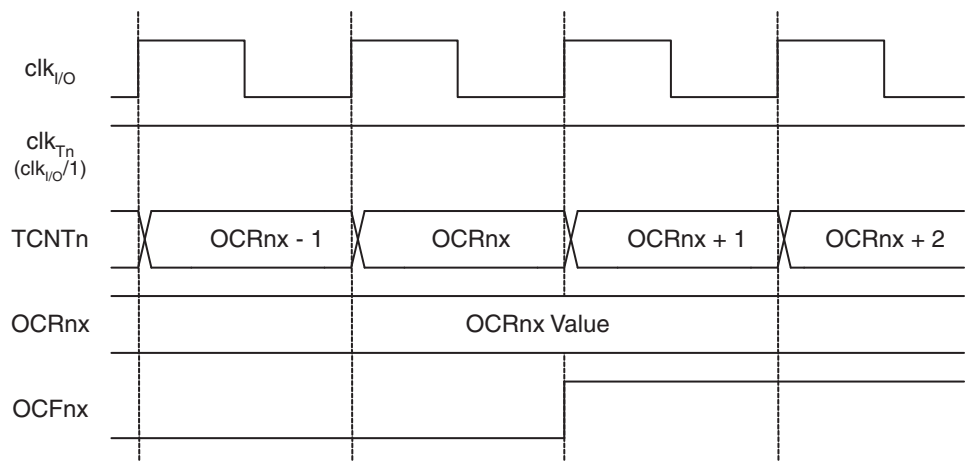 clkI/O
clkTn
(clkI/O/1)
TCNTn OCRnx - 1 OCRnx OCRnx + 1 OCRnx + 2
OCRnx OCRnx Value
OCFnx